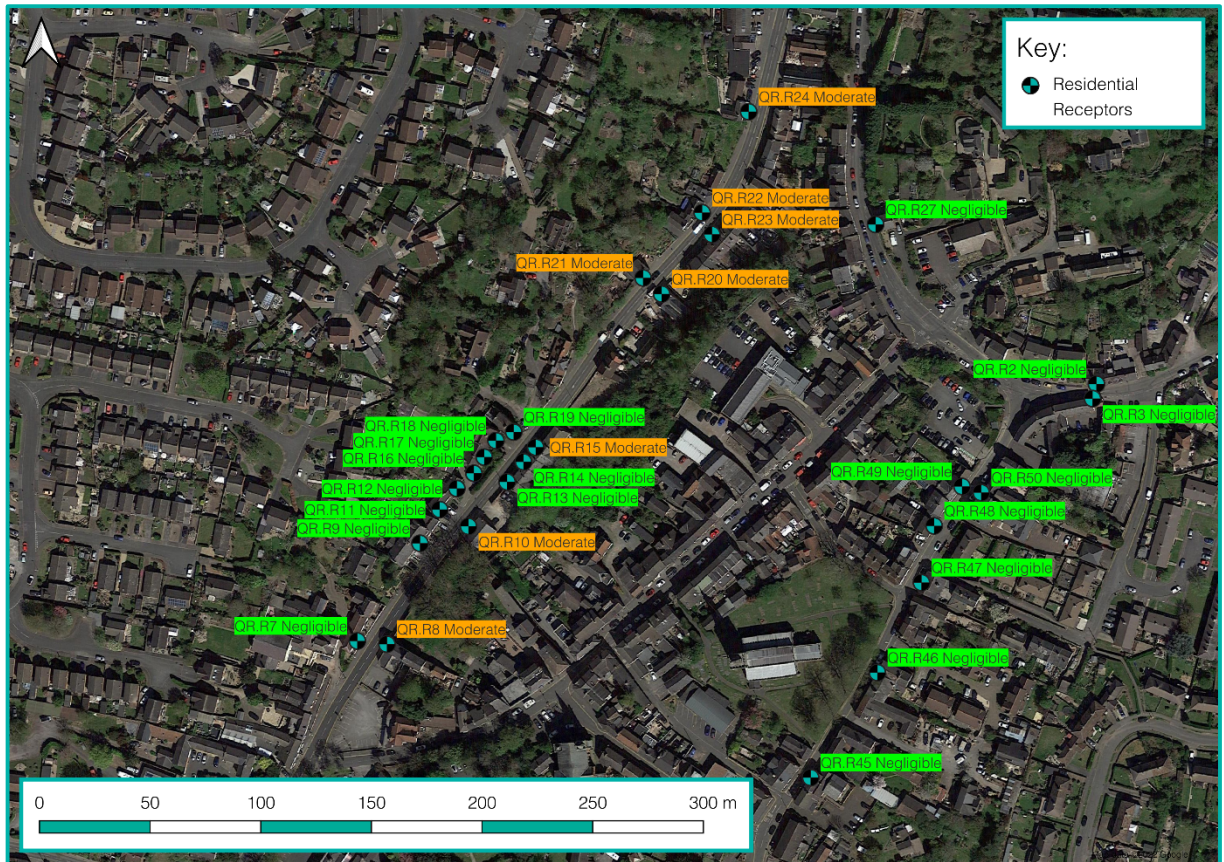 Key:
Residential
Receptors
QR.R24 Moderate
QR.R22 Moderate
QR.R23 Moderate
QR.R27 Negligible
QR.R21 Moderate
QR.R20 Moderate
QR.R2 Negligible
QR.R3 Negligible
QR.R19 Negligible
QR.R18 Negligible
QR.R17 Negligible
QR.R15 Moderate
QR.R16 Negligible
QR.R14 Negligible
QR.R49 Negligible
QR.R50 Negligible
QR.R12 Negligible
QR.R13 Negligible
QR.R11 Negligible
QR.R48 Negligible
QR.R9 Negligible
QR.R10 Moderate
QR.R47 Negligible
QR.R7 Negligible
QR.R8 Moderate
QR.R46 Negligible
QR.R45 Negligible
0 50 100 150 200 250 300 m